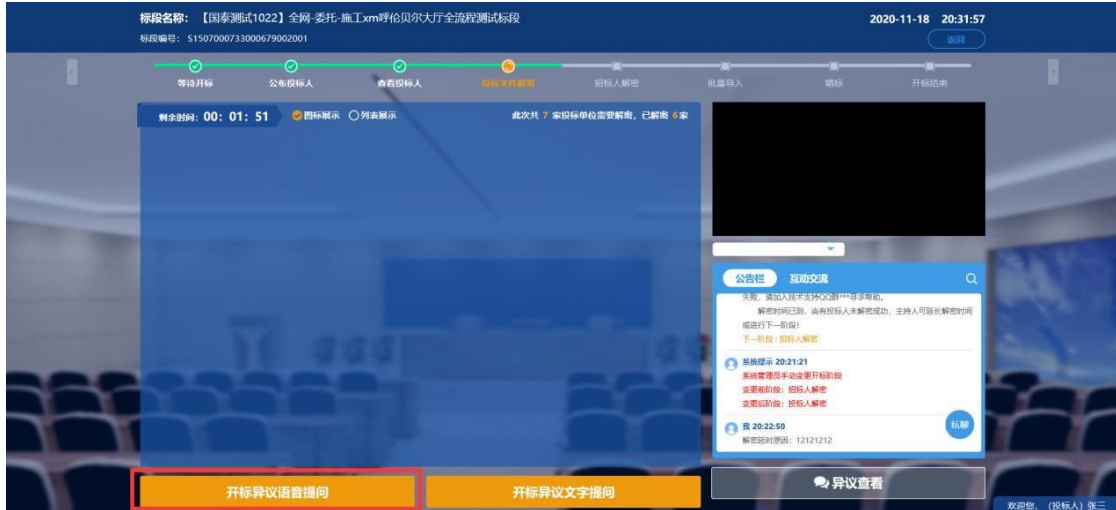 标段名称：【国泰测试1022】全网-委托-施工xm呼伦贝尔大厅全流程测试标段
2020-11-18 20:31:57
标段编号：S1507000733000679002001
返回
等待开标
公布投标人
查看投标人
投标文件解密
招标人解密
批量导入
唱标
开标结束
剩余时间：00：01：51
图标展示
列表展示
此次共 7 家投标单位需要解密，已解密 6家
公告栏
互动交流
失败，请加入技术支持QQ群***寻求帮助。
解密时间已到，尚有投标人未解密成功，主持人可延长解密时间
或进行下一阶段！
下一阶段：招标人解密
系统提示 20:21:21
系统管理员手动变更开标阶段
变更前阶段：招标人解密
变更后阶段：投标人解密
我 20:22:50
解密延时原因：12121212
私聊
开标异议语音提问
开标异议文字提问
异议查看
欢迎您，（投标人）张三